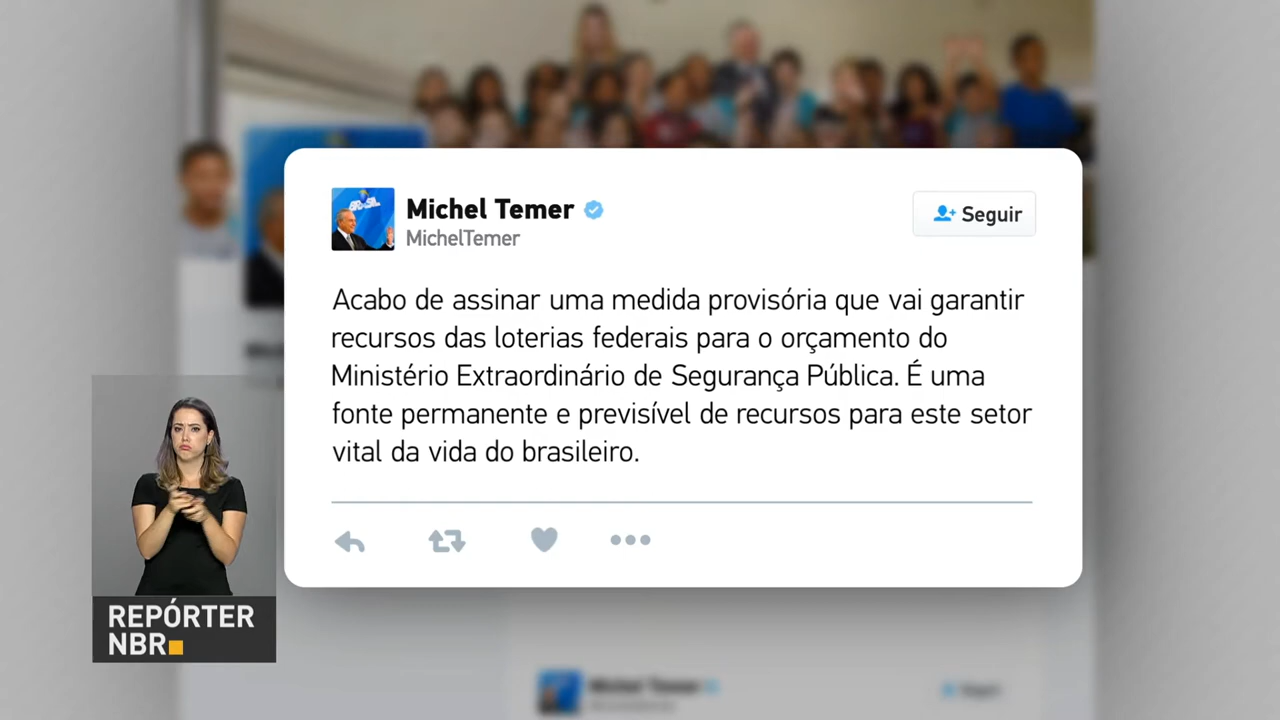 Michel Temer
MichelTemer
Seguir
Acabo de assinar uma medida provisória que vai garantir
recursos das loterias federais para o orçamento do
Ministério Extraordinário de Segurança Pública. É uma
fonte permanente e previsível de recursos para este setor
vital da vida do brasileiro.
REPÓRTER
NBR